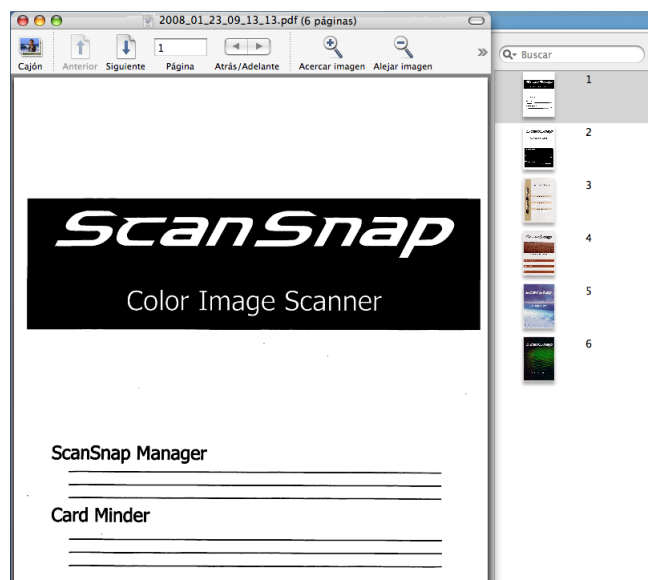 2008_01_23_09_13_13.pdf (6 páginas)
1
Cajón Anterior Siguiente Página Atrás/Adelante Acercar imagen Alejar imagen
»
Buscar
ScanSnap
Color Image Scanner
ScanSnap Manager
Card Minder
1
2
3
4
5
6